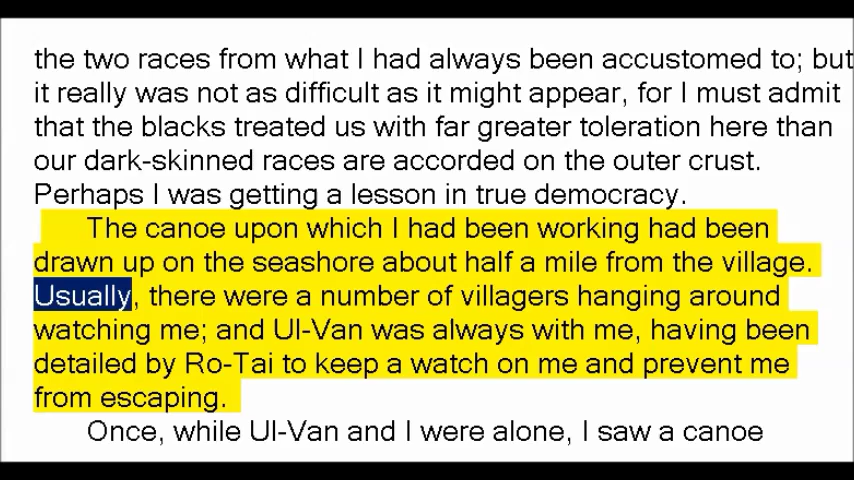 the two races from what I had always been accustomed to; but
it really was not as difficult as it might appear, for I must admit
that the blacks treated us with far greater toleration here than
our dark-skinned races are accorded on the outer crust.
Perhaps I was getting a lesson in true democracy.
The canoe upon which I had been working had been
drawn up on the seashore about half a mile from the village.
Usually, there were a number of villagers hanging around
watching me; and Ul-Van was always with me, having been
detailed by Ro-Tai to keep a watch on me and prevent me
from escaping.
Once, while Ul-Van and I were alone, I saw a canoe